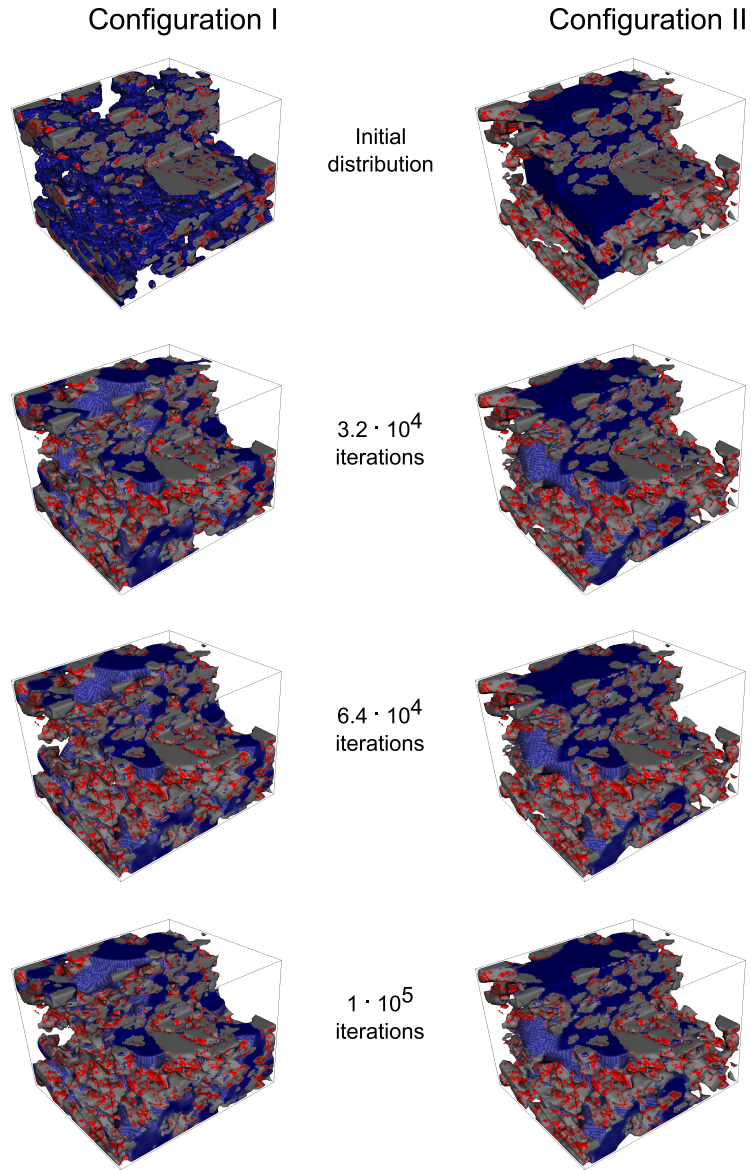 Configuration I
Configuration II
Initial
distribution
3.2 · 10^4
iterations
6.4 · 10^4
iterations
1 · 10^5
iterations